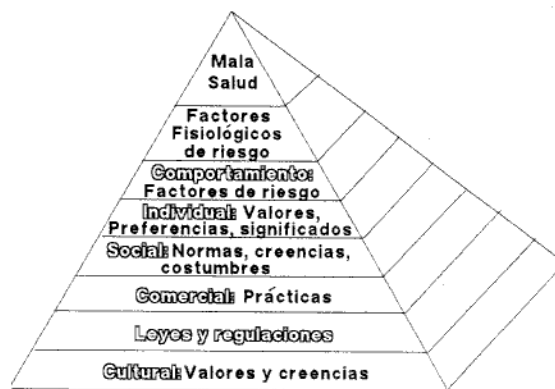 Mala
Salud
Factores
Fisiológicos
de riesgo
Comportamiento:
Factores de riesgo
Individual: Valores,
Preferencias, significados
Social: Normas, creencias,
costumbres
Comercial: Prácticas
Leyes y regulaciones
Cultural: Valores y creencias